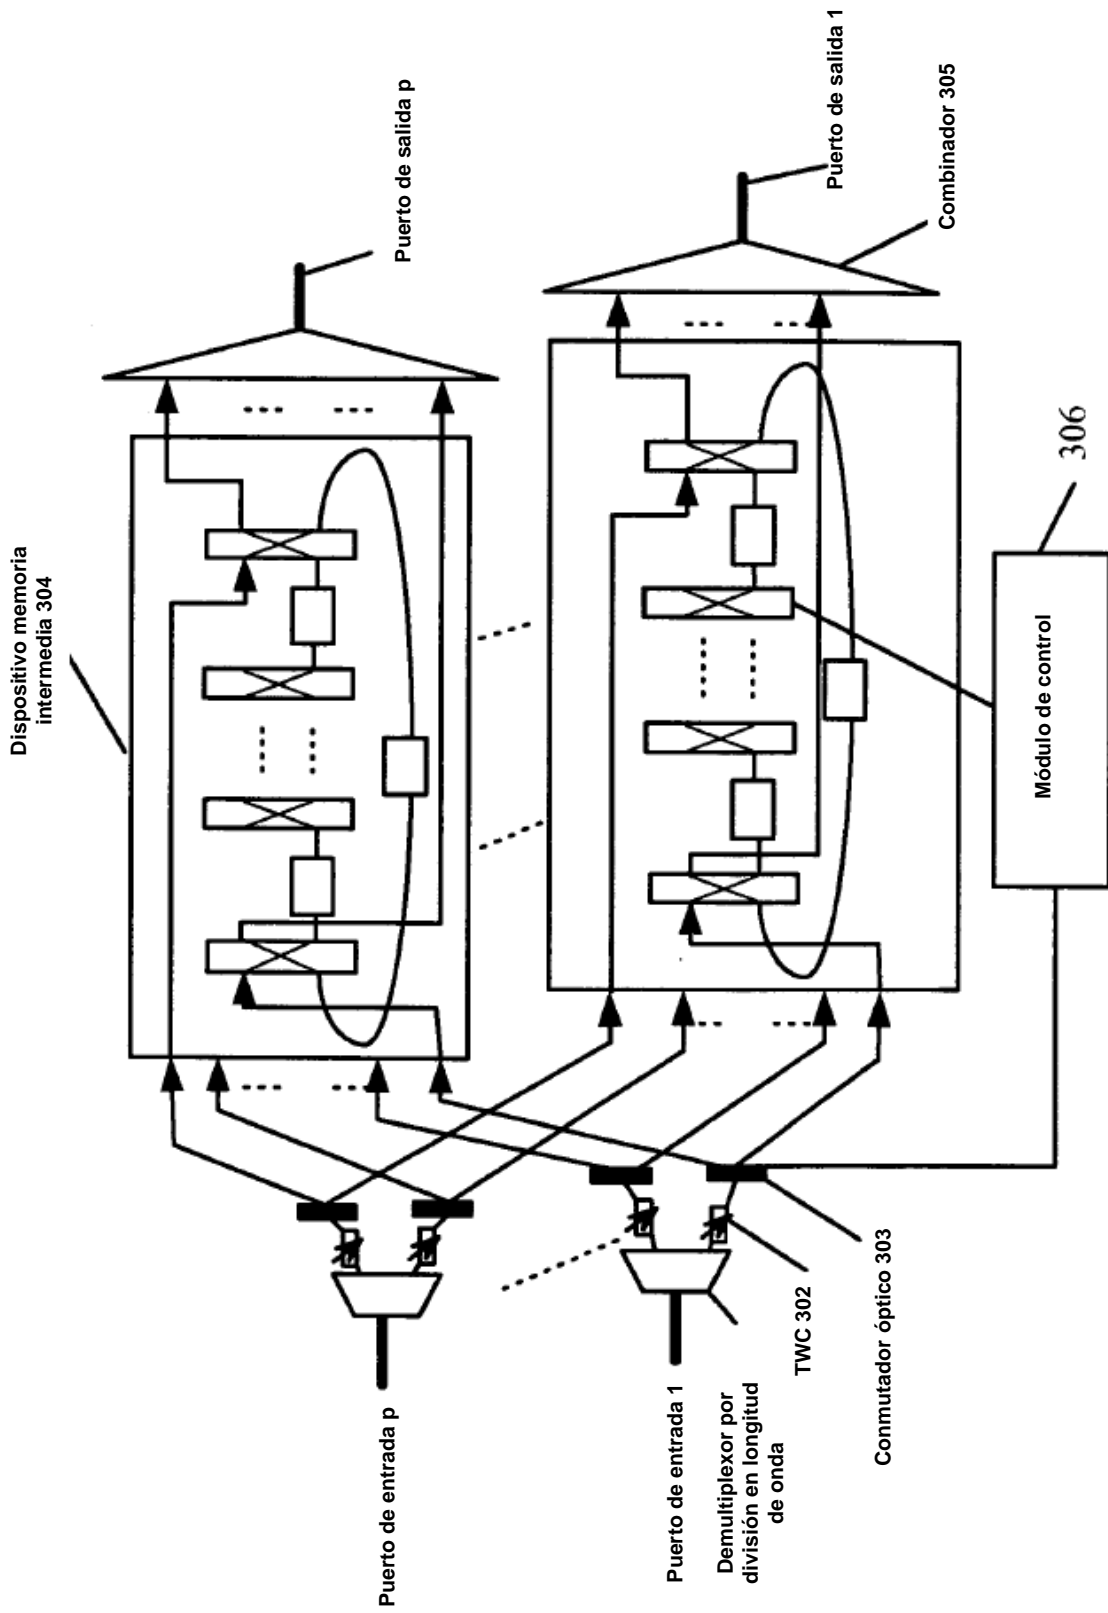 Puerto de salida p
Puerto de salida 1
Combinador 305
Dispositivo memoria
intermedia 304
306
Módulo de control
Puerto de entrada p
Puerto de entrada 1
Demultiplexor por
división en longitud
de onda
TWC 302
Conmutador óptico 303